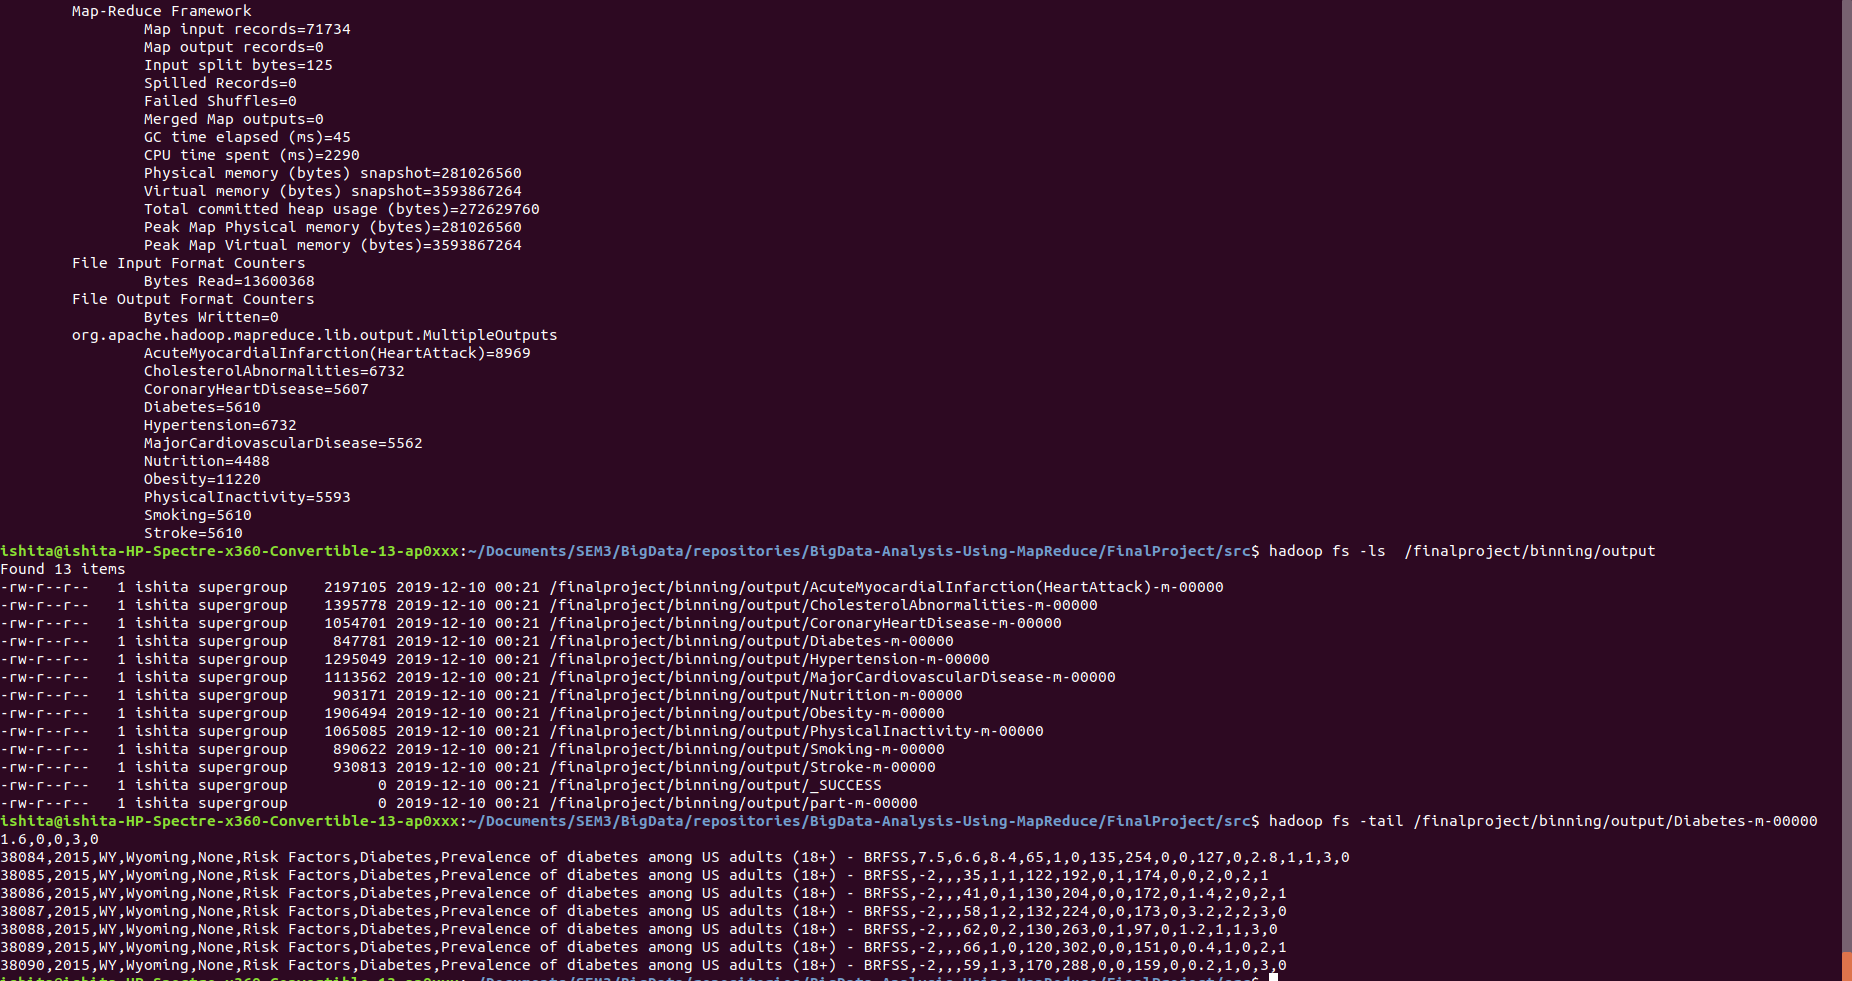 Map-Reduce Framework
Map input records=71734
Map output records=0
Input split bytes=125
Spilled Records=0
Failed Shuffles=0
Merged Map outputs=0
GC time elapsed (ms)=45
CPU time spent (ms)=2290
Physical memory (bytes) snapshot=281026560
Virtual memory (bytes) snapshot=3593867264
Total committed heap usage (bytes)=272629760
Peak Map Physical memory (bytes)=281026560
Peak Map Virtual memory (bytes)=3593867264
File Input Format Counters
Bytes Read=13600368
File Output Format Counters
Bytes Written=0
org.apache.hadoop.mapreduce.lib.output.MultipleOutputs
AcuteMyocardialInfarction(HeartAttack)=8969
CholesterolAbnormalities=6732
CoronaryHeartDisease=5607
Diabetes=5610
Hypertension=6732
MajorCardiovascularDisease=5562
Nutrition=4488
Obesity=11220
PhysicalInactivity=5593
Smoking=5610
Stroke=5610
ishita@ishita-HP-Spectre-x360-Convertible-13-ap0xxx:~/Documents/SEM3/BigData/repositories/BigData-Analysis-Using-MapReduce/FinalProject/src$ hadoop fs -ls  /finalproject/binning/output
Found 13 items
-rw-r--r--   1 ishita supergroup    2197105 2019-12-10 00:21 /finalproject/binning/output/AcuteMyocardialInfarction(HeartAttack)-m-00000
-rw-r--r--   1 ishita supergroup    1395778 2019-12-10 00:21 /finalproject/binning/output/CholesterolAbnormalities-m-00000
-rw-r--r--   1 ishita supergroup    1054701 2019-12-10 00:21 /finalproject/binning/output/CoronaryHeartDisease-m-00000
-rw-r--r--   1 ishita supergroup     847781 2019-12-10 00:21 /finalproject/binning/output/Diabetes-m-00000
-rw-r--r--   1 ishita supergroup    1295049 2019-12-10 00:21 /finalproject/binning/output/Hypertension-m-00000
-rw-r--r--   1 ishita supergroup    1113562 2019-12-10 00:21 /finalproject/binning/output/MajorCardiovascularDisease-m-00000
-rw-r--r--   1 ishita supergroup     903171 2019-12-10 00:21 /finalproject/binning/output/Nutrition-m-00000
-rw-r--r--   1 ishita supergroup    1906494 2019-12-10 00:21 /finalproject/binning/output/Obesity-m-00000
-rw-r--r--   1 ishita supergroup    1065085 2019-12-10 00:21 /finalproject/binning/output/PhysicalInactivity-m-00000
-rw-r--r--   1 ishita supergroup     890622 2019-12-10 00:21 /finalproject/binning/output/Smoking-m-00000
-rw-r--r--   1 ishita supergroup     930813 2019-12-10 00:21 /finalproject/binning/output/Stroke-m-00000
-rw-r--r--   1 ishita supergroup          0 2019-12-10 00:21 /finalproject/binning/output/_SUCCESS
-rw-r--r--   1 ishita supergroup          0 2019-12-10 00:21 /finalproject/binning/output/part-m-00000
ishita@ishita-HP-Spectre-x360-Convertible-13-ap0xxx:~/Documents/SEM3/BigData/repositories/BigData-Analysis-Using-MapReduce/FinalProject/src$ hadoop fs -tail /finalproject/binning/output/Diabetes-m-00000
1.6,0,0,3,0
38084,2015,WY,Wyoming,None,Risk Factors,Diabetes,Prevalence of diabetes among US adults (18+) - BRFSS,7.5,6.6,8.4,65,1,0,135,254,0,0,127,0,2.8,1,1,3,0
38085,2015,WY,Wyoming,None,Risk Factors,Diabetes,Prevalence of diabetes among US adults (18+) - BRFSS,-2,,,35,1,1,122,192,0,1,174,0,0,2,0,2,1
38086,2015,WY,Wyoming,None,Risk Factors,Diabetes,Prevalence of diabetes among US adults (18+) - BRFSS,-2,,,41,0,1,130,204,0,0,172,0,1.4,2,0,2,1
38087,2015,WY,Wyoming,None,Risk Factors,Diabetes,Prevalence of diabetes among US adults (18+) - BRFSS,-2,,,58,1,2,132,224,0,0,173,0,3.2,2,2,3,0
38088,2015,WY,Wyoming,None,Risk Factors,Diabetes,Prevalence of diabetes among US adults (18+) - BRFSS,-2,,,62,0,2,130,263,0,1,97,0,1.2,1,1,3,0
38089,2015,WY,Wyoming,None,Risk Factors,Diabetes,Prevalence of diabetes among US adults (18+) - BRFSS,-2,,,66,1,0,120,302,0,0,151,0,0.4,1,0,2,1
38090,2015,WY,Wyoming,None,Risk Factors,Diabetes,Prevalence of diabetes among US adults (18+) - BRFSS,-2,,,59,1,3,170,288,0,0,159,0,0.2,1,0,3,0
ishita@ishita-HP-Spectre-x360-Convertible-13-ap0xxx:~/Documents/SEM3/BigData/repositories/BigData-Analysis-Using-MapReduce/FinalProject/src$